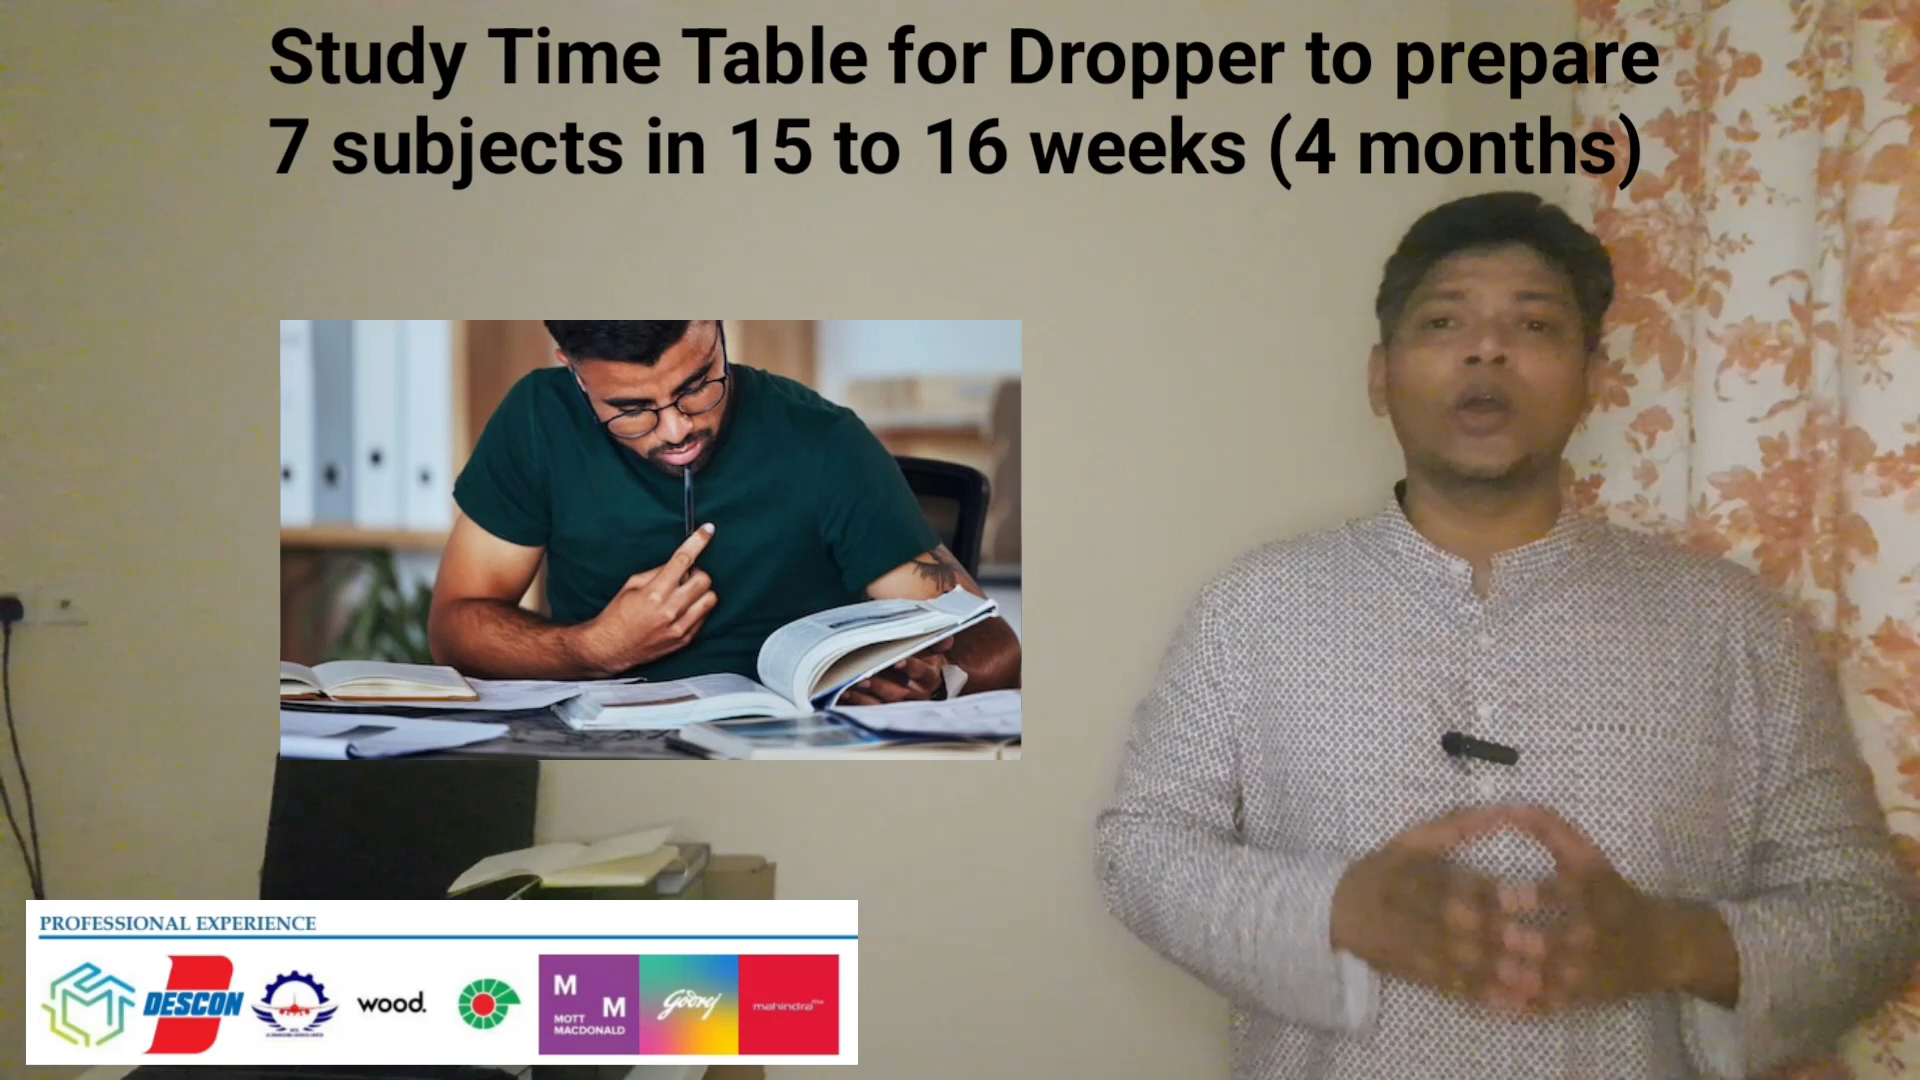 Study Time Table for Dropper to prepare
7 subjects in 15 to 16 weeks (4 months)
PROFESSIONAL EXPERIENCE
DESCON
wood.
M
M
MOTT
MACDONALD
Godrej
mahindra